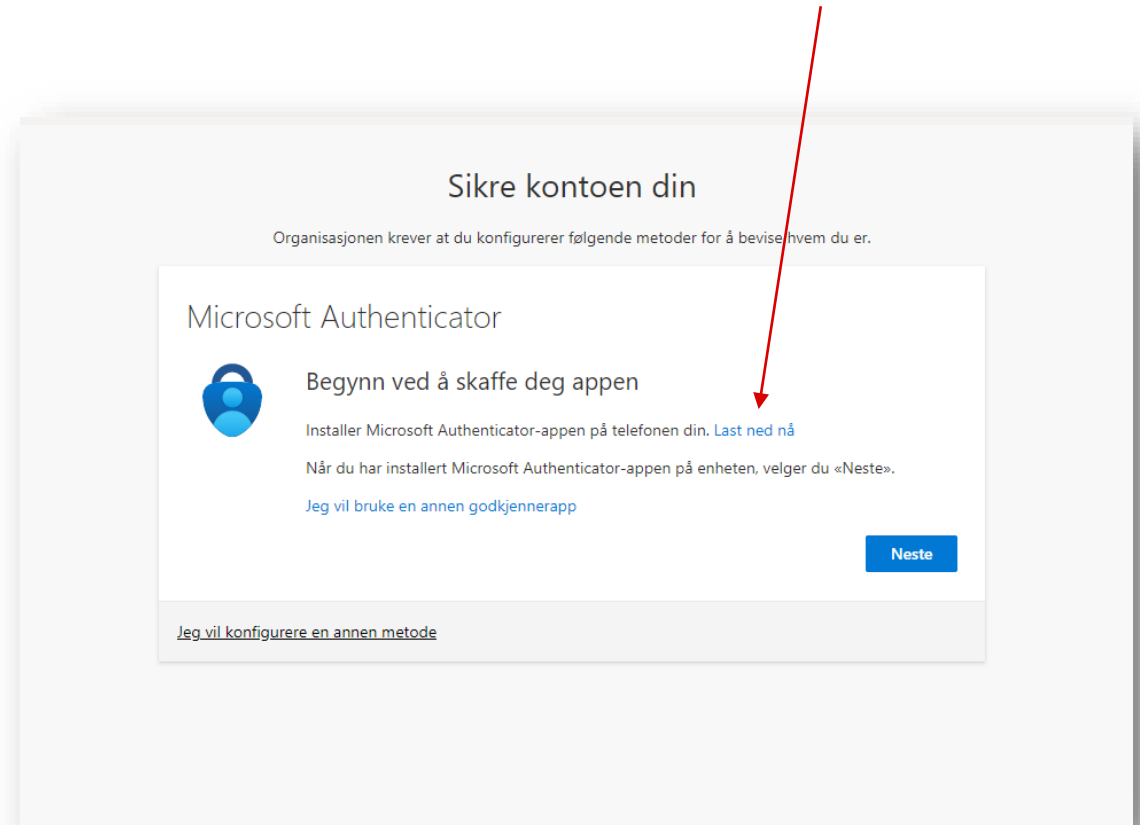 Sikre kontoen din
Organisasjonen krever at du konfigurerer følgende metoder for å bevise hvem du er.
Microsoft Authenticator
Begynn ved å skaffe deg appen
Installer Microsoft Authenticator-appen på telefonen din. Last ned nå
Når du har installert Microsoft Authenticator-appen på enheten, velger du «Neste».
Jeg vil bruke en annen godkjennerapp
Neste
Jeg vil konfigurere en annen metode